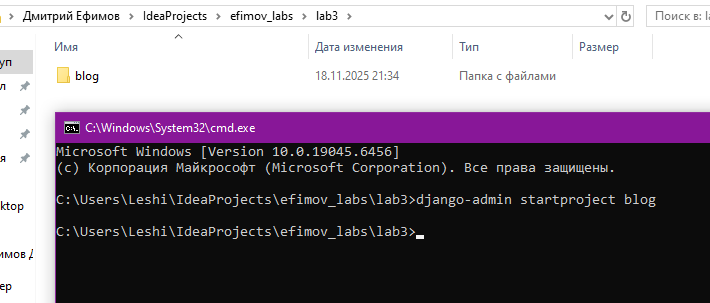 Дмитрий Ефимов > IdeaProjects > efimov_labs > lab3 >
Поиск в: la
Имя Дата изменения Тип Размер
blog 18.11.2025 21:34 Папка с файлами
уп
л
я
ktop
имов Д
ер
C:\Windows\System32\cmd.exe
Microsoft Windows [Version 10.0.19045.6456]
(c) Корпорация Майкрософт (Microsoft Corporation). Все права защищены.
C:\Users\Leshi\IdeaProjects\efimov_labs\lab3>django-admin startproject blog
C:\Users\Leshi\IdeaProjects\efimov_labs\lab3>